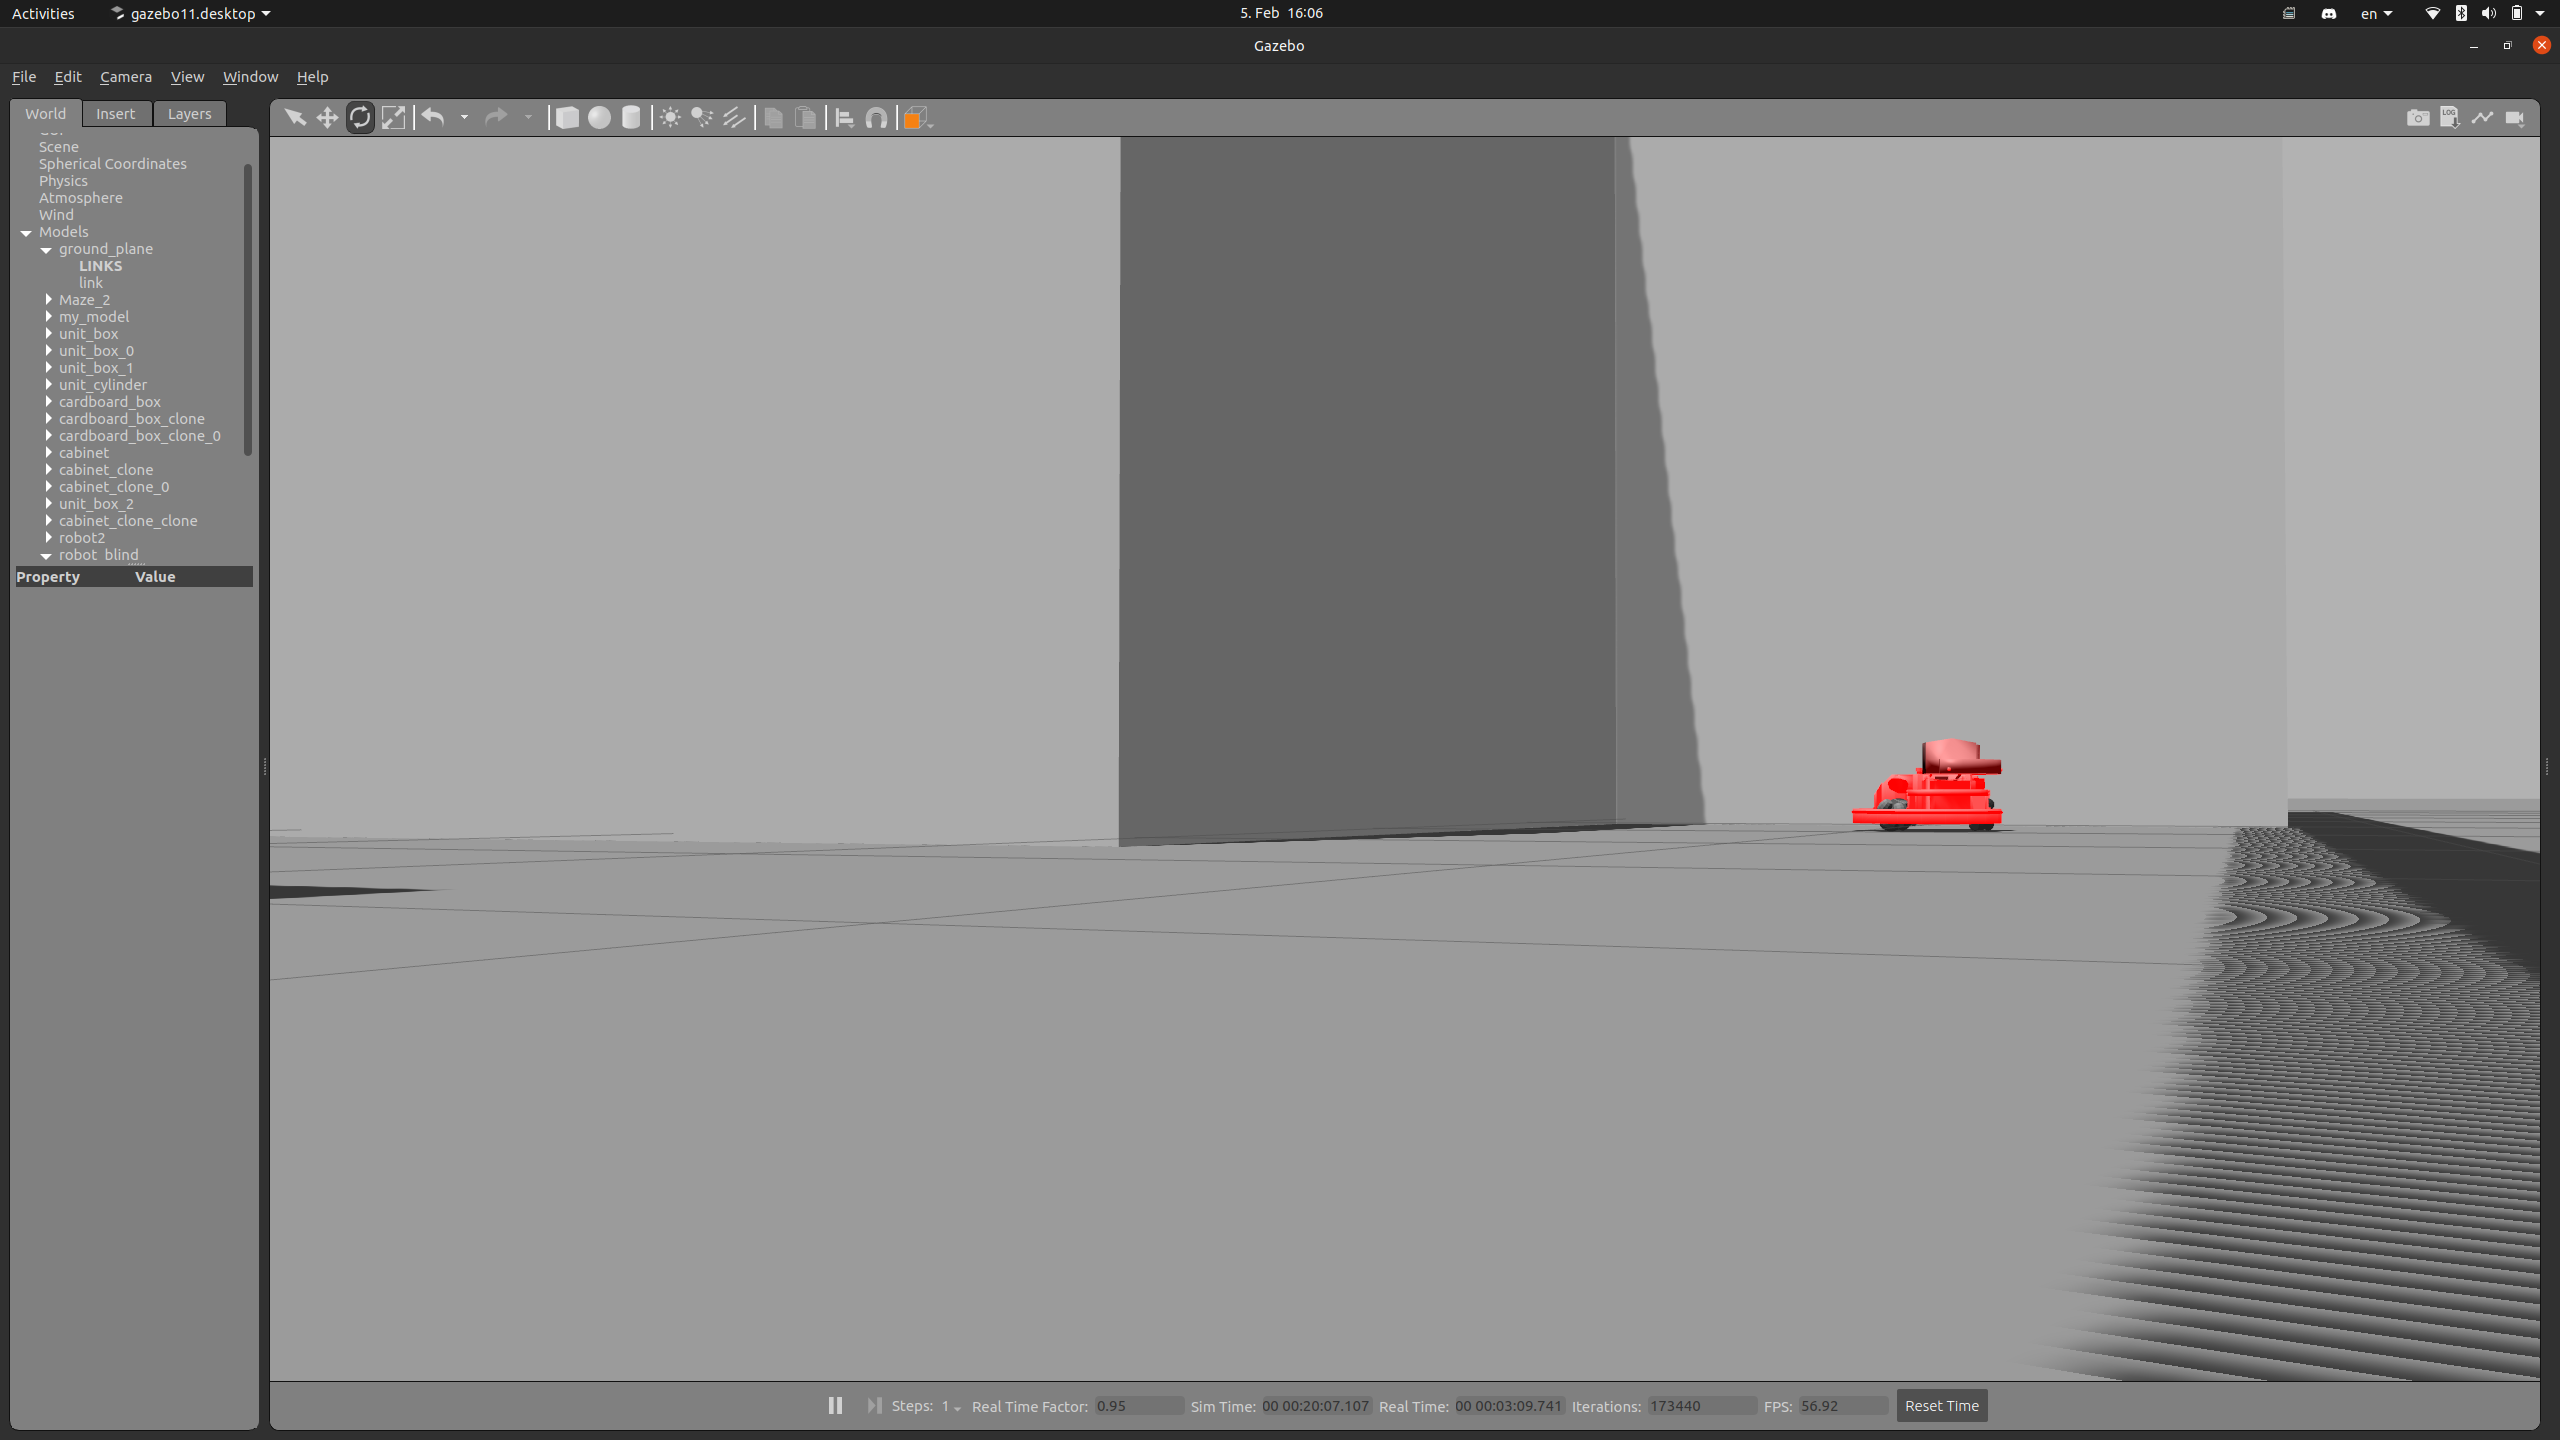 Activities gazebo11.desktop 5. Feb 16:06 en
Gazebo
File Edit Camera View Window Help
World Insert Layers
LOG
Scene
Spherical Coordinates
Physics
Atmosphere
Wind
Models
ground_plane
LINKS
link
Maze_2
my_model
unit_box
unit_box_0
unit_box_1
unit_cylinder
cardboard_box
cardboard_box_clone
cardboard_box_clone_0
cabinet
cabinet_clone
cabinet_clone_0
unit_box_2
cabinet_clone_clone
robot2
robot_blind
Property Value
Steps: 1 Real Time Factor: 0.95 Sim Time: 00 00:20:07.107 Real Time: 00 00:03:09.741 Iterations: 173440 FPS: 56.92 Reset Time